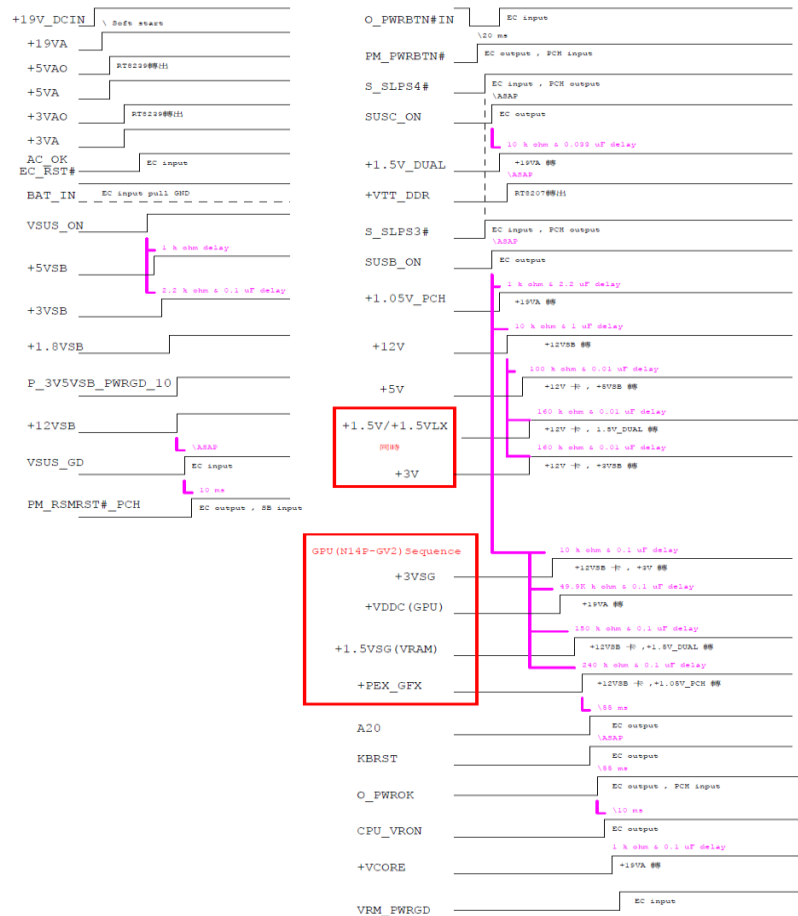 +19V_DCIN
\ Soft start
+19VA
+5VAO
RT8239轉出
+5VA
+3VAO
RT8239轉出
+3VA
AC_OK
EC_RST#
EC input
BAT_IN
EC input pull GND
VSUS_ON
1 k ohm delay
+5VSB
2.2 k ohm & 0.1 uF delay
+3VSB
+1.8VSB
P_3V5VSB_PWRGD_10
+12VSB
\ASAP
VSUS_GD
EC input
10 ms
PM_RSMRST#_PCH
EC output , SB input
O_PWRBTN#IN
EC input
\20 ms
PM_PWRBTN#
EC output , PCH input
S_SLPS4#
EC input , PCH output
\ASAP
SUSC_ON
EC output
10 k ohm & 0.033 uF delay
+1.5V_DUAL
+19VA 轉
\ASAP
+VTT_DDR
RT8207轉出
S_SLPS3#
EC input , PCH output
\ASAP
SUSB_ON
EC output
1 k ohm & 2.2 uF delay
+1.05V_PCH
+19VA 轉
10 k ohm & 1 uF delay
+12V
+12VSB 轉
100 k ohm & 0.01 uF delay
+5V
+12V 卡 , +5VSB 轉
160 k ohm & 0.01 uF delay
+1.5V/+1.5VLX
+12V 卡 , 1.5V_DUAL 轉
同時
160 k ohm & 0.01 uF delay
+3V
+12V 卡 , +3VSB 轉
GPU(N14P-GV2)Sequence
10 k ohm & 0.1 uF delay
+3VSG
+12VSB 卡 , +3V 轉
49.9K h ohm & 0.1 uF delay
+VDDC(GPU)
+19VA 轉
150 k ohm & 0.1 uF delay
+1.5VSG(VRAM)
+12VSB 卡 ,+1.5V_DUAL 轉
240 k ohm & 0.1 uF delay
+PEX_GFX
+12VSB 卡 ,+1.05V_PCH 轉
\88 ms
A20
EC output
\ASAP
KBRST
EC output
\88 ms
O_PWROK
EC output , PCH input
\10 ms
CPU_VRON
EC output
1 k ohm & 0.1 uF delay
+VCORE
+19VA 轉
VRM_PWRGD
EC input